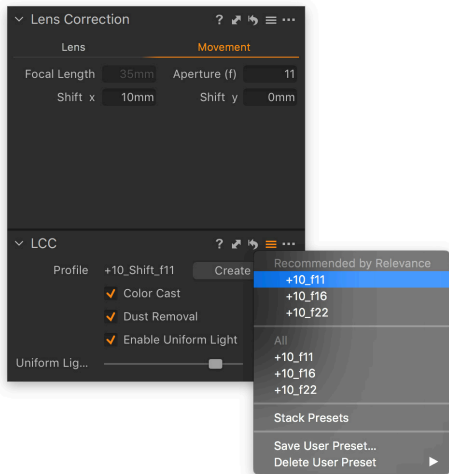 Lens Correction ?
Lens Movement
Focal Length 35mm Aperture (f) 11
Shift x 10mm Shift y 0mm
LCC ?
Profile +10_Shift_f11 Create
Color Cast
Dust Removal
Enable Uniform Light
Uniform Lig...
Recommended by Relevance
+10_f11
+10_f16
+10_f22
All
+10_f11
+10_f16
+10_f22
Stack Presets
Save User Preset...
Delete User Preset